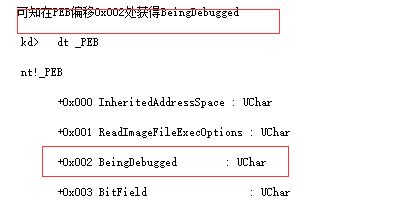 可知在PEB偏移0x002处获得BeingDebugged
kd> dt _PEB
nt!_PEB
+0x000 InheritedAddressSpace : UChar
+0x001 ReadImageFileExecOptions : UChar
+0x002 BeingDebugged : UChar
+0x003 BitField : UChar